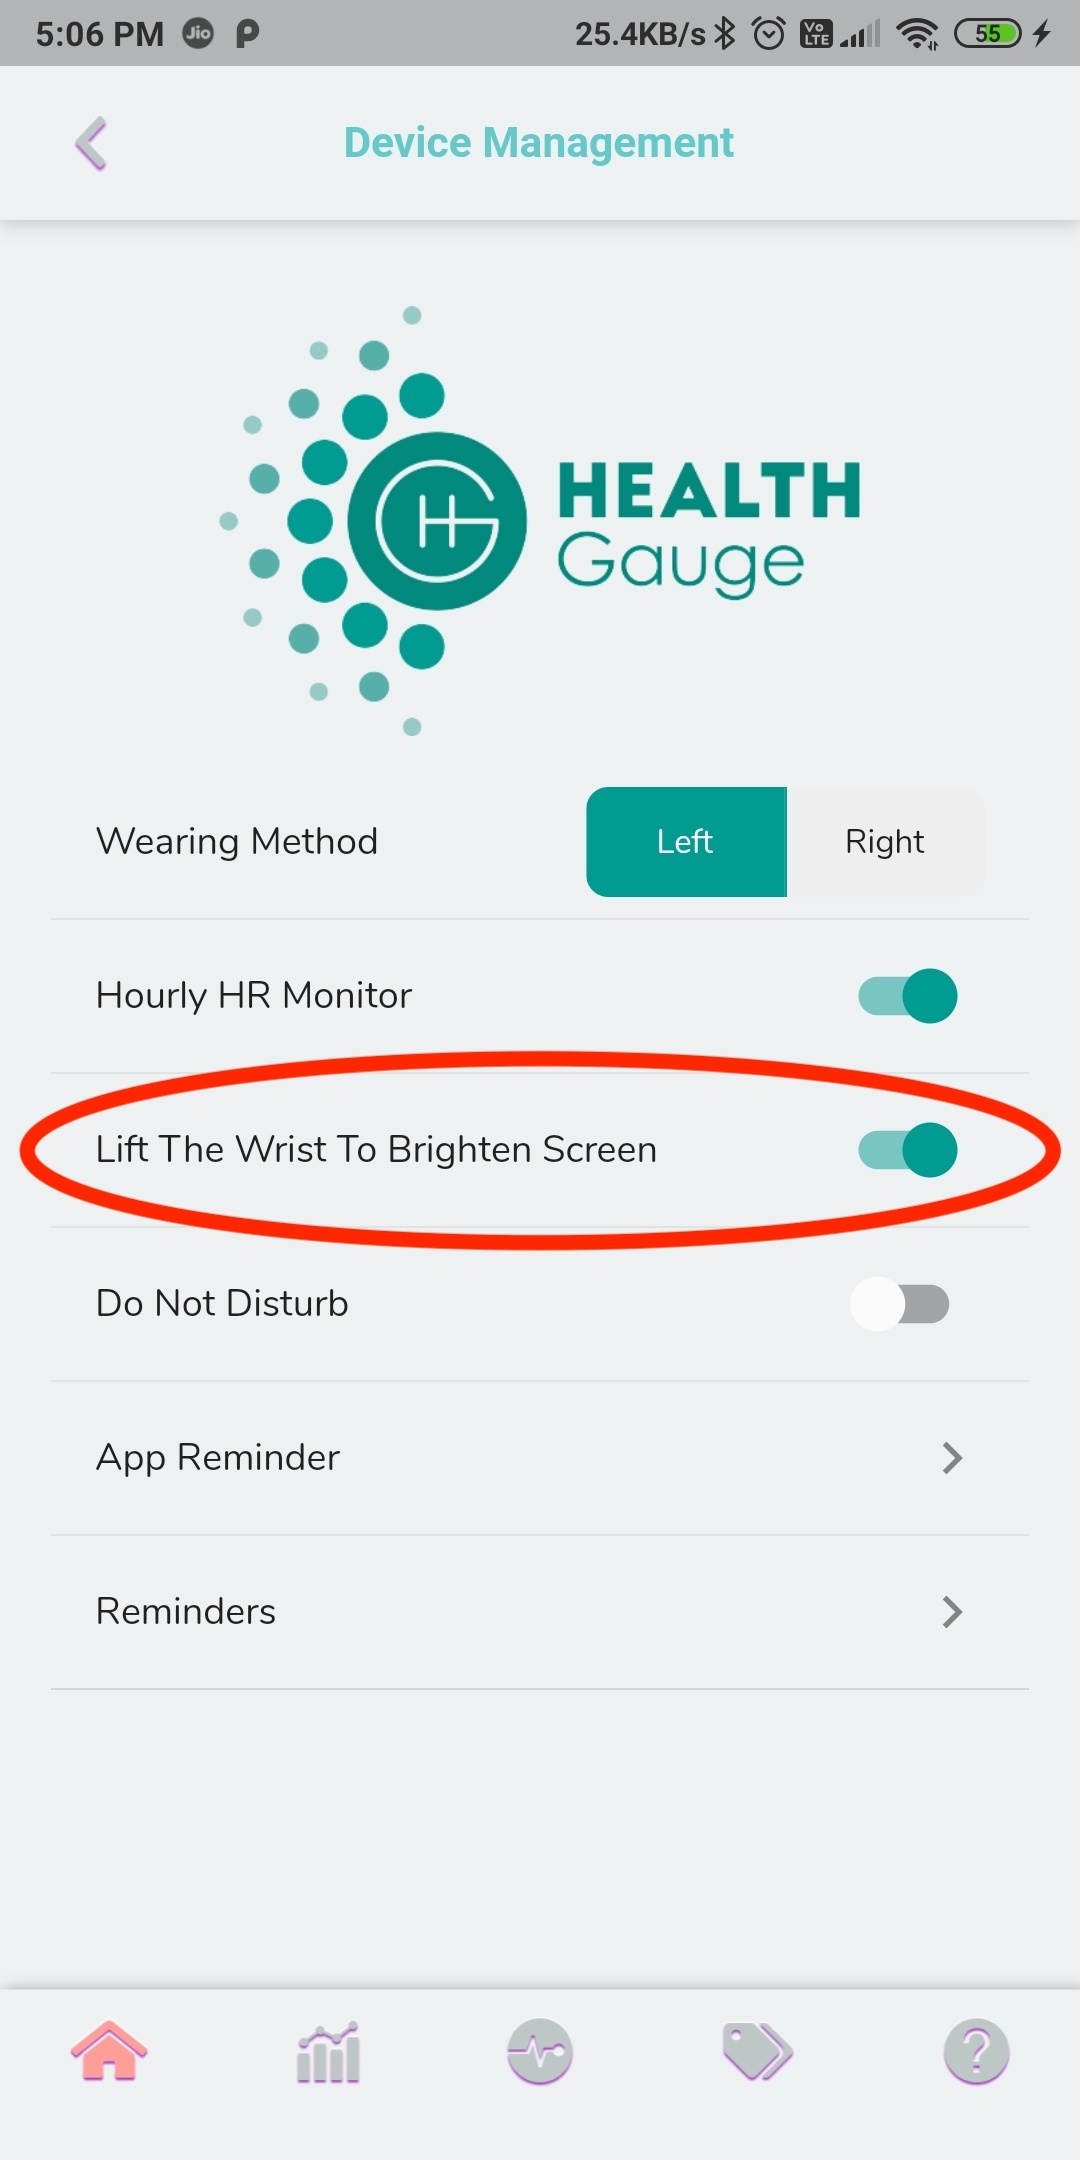 5:06 PM Jio 25.4KB/s Vo LTE 55
Device Management
HG
HEALTH
Gauge
Wearing Method Left Right
Hourly HR Monitor
Lift The Wrist To Brighten Screen
Do Not Disturb
App Reminder
Reminders